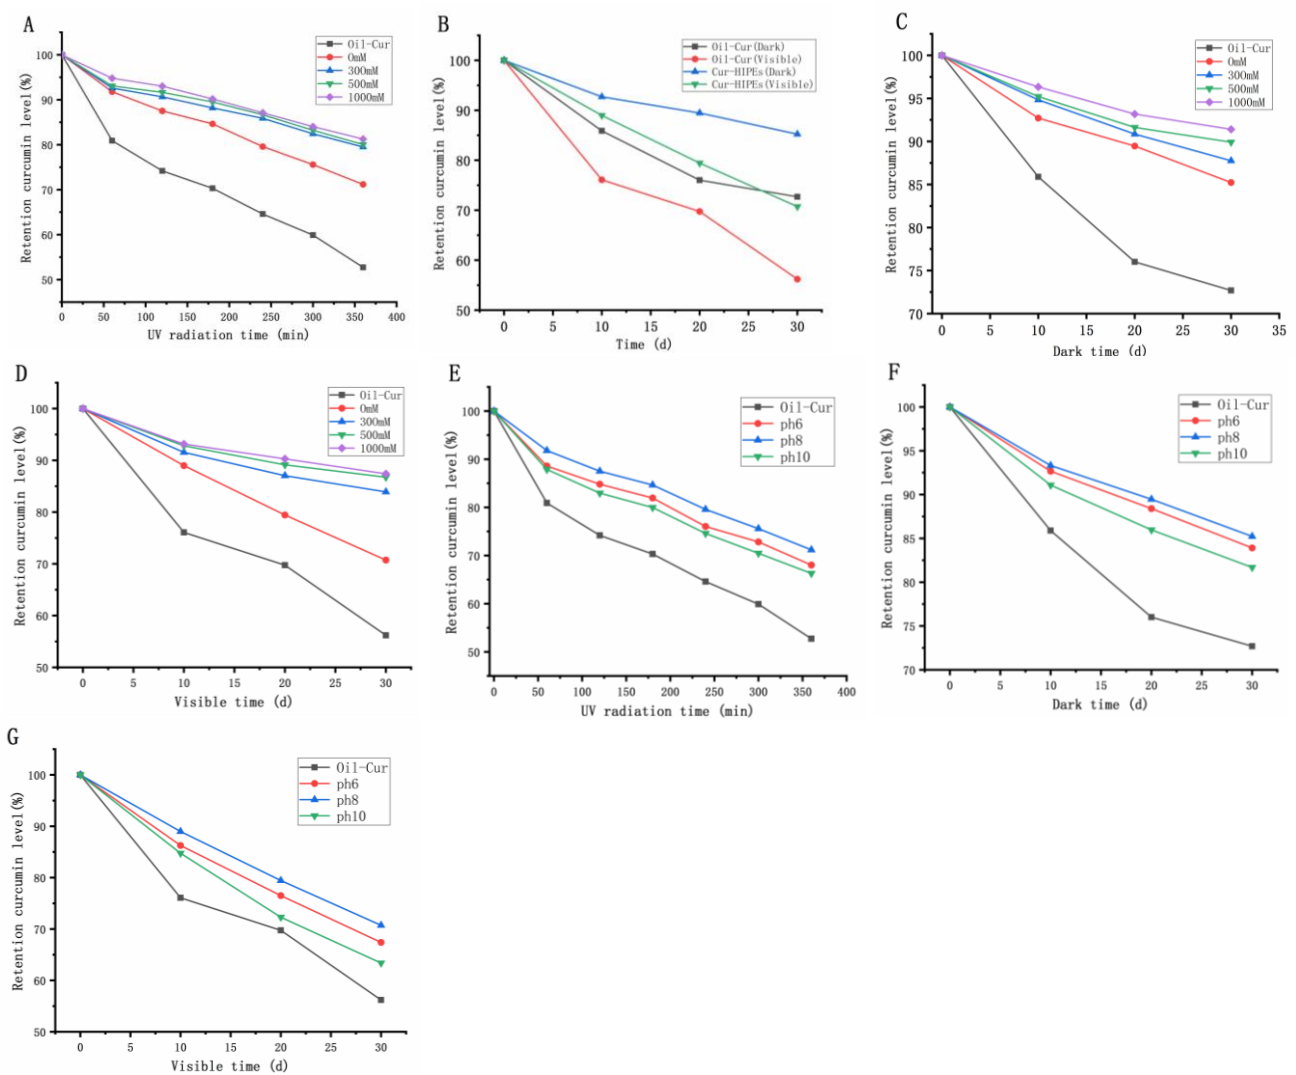 A
Retention curcumin level(%)
100
90
80
70
60
50
0 50 100 150 200 250 300 350 400
UV radiation time (min)
Oil-Cur
0mM
300mM
500mM
1000mM
B
Retention curcumin level(%)
100
90
80
70
60
50
0 5 10 15 20 25 30
Time (d)
Oil-Cur(Dark)
Oil-Cur(Visible)
Cur-HIPEs(Dark)
Cur-HIPEs(Visible)
C
Retention curcumin level(%)
100
95
90
85
80
75
70
0 5 10 15 20 25 30 35
Dark time (d)
Oil-Cur
0mM
300mM
500mM
1000mM
D
Retention curcumin level(%)
100
90
80
70
60
50
0 5 10 15 20 25 30
Visible time (d)
Oil-Cur
0mM
300mM
500mM
1000mM
E
Retention curcumin level(%)
100
90
80
70
60
50
0 50 100 150 200 250 300 350 400
UV radiation time (min)
Oil-Cur
ph6
ph8
ph10
F
Retention curcumin level(%)
100
95
90
85
80
75
70
0 5 10 15 20 25 30
Dark time (d)
Oil-Cur
ph6
ph8
ph10
G
Retention curcumin level(%)
100
90
80
70
60
50
0 5 10 15 20 25 30
Visible time (d)
Oil-Cur
ph6
ph8
ph10